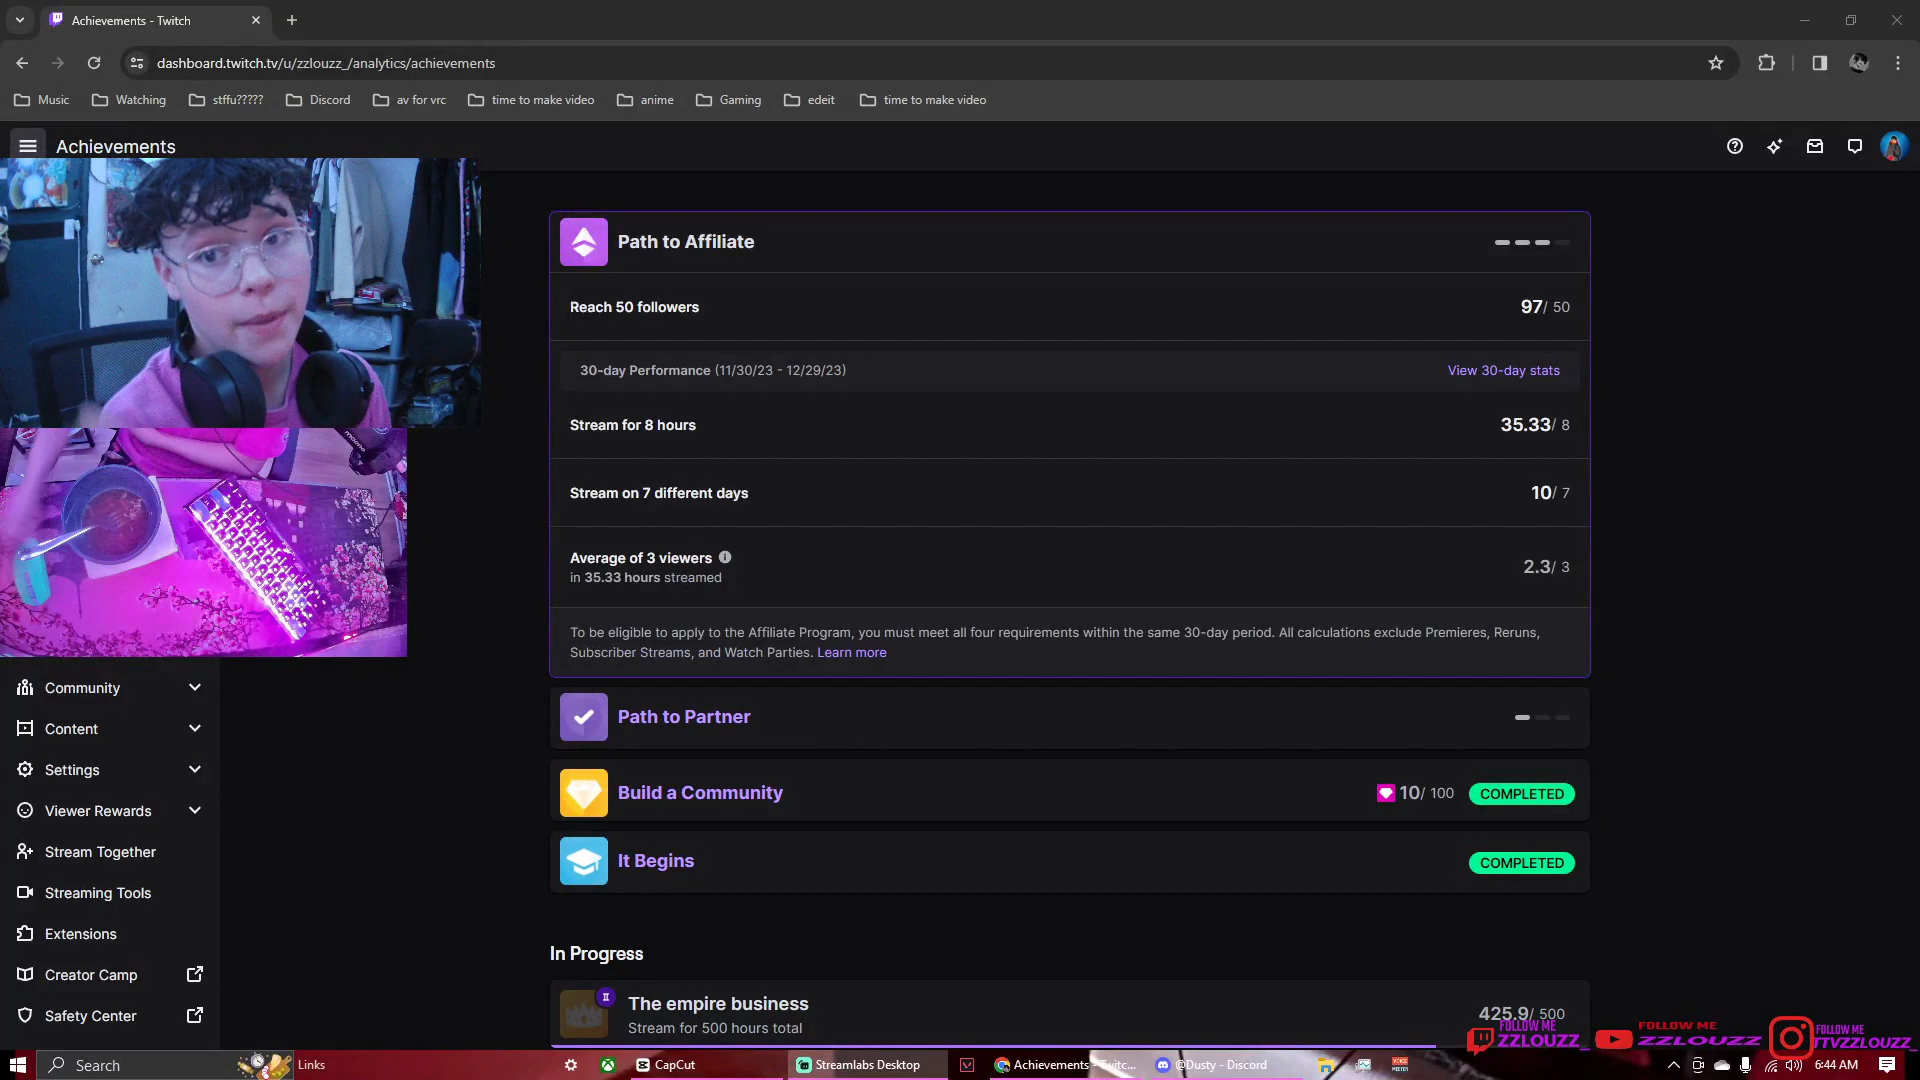 Achievements - Twitch
dashboard.twitch.tv/u/zzlouzz_/analytics/achievements
Music
Watching
stffu?????
Discord
av for vrc
time to make video
anime
Gaming
edeit
time to make video
Achievements
Path to Affiliate
Reach 50 followers
97/ 50
30-day Performance (11/30/23 - 12/29/23)
View 30-day stats
Stream for 8 hours
35.33/ 8
Stream on 7 different days
10/ 7
Average of 3 viewers
in 35.33 hours streamed
2.3/ 3
To be eligible to apply to the Affiliate Program, you must meet all four requirements within the same 30-day period. All calculations exclude Premieres, Reruns,
Subscriber Streams, and Watch Parties. Learn more
Path to Partner
Build a Community
10/ 100
COMPLETED
It Begins
COMPLETED
In Progress
The empire business
Stream for 500 hours total
425.9/ 500
Community
Content
Settings
Viewer Rewards
Stream Together
Streaming Tools
Extensions
Creator Camp
Safety Center
FOLLOW ME
ZZLOUZZ_
FOLLOW ME
ZZLOUZZ
FOLLOW ME
TTVZZLOUZZ_
Search
Links
CapCut
Streamlabs Desktop
Achievements - Twitc...
@Dusty - Discord
6:44 AM